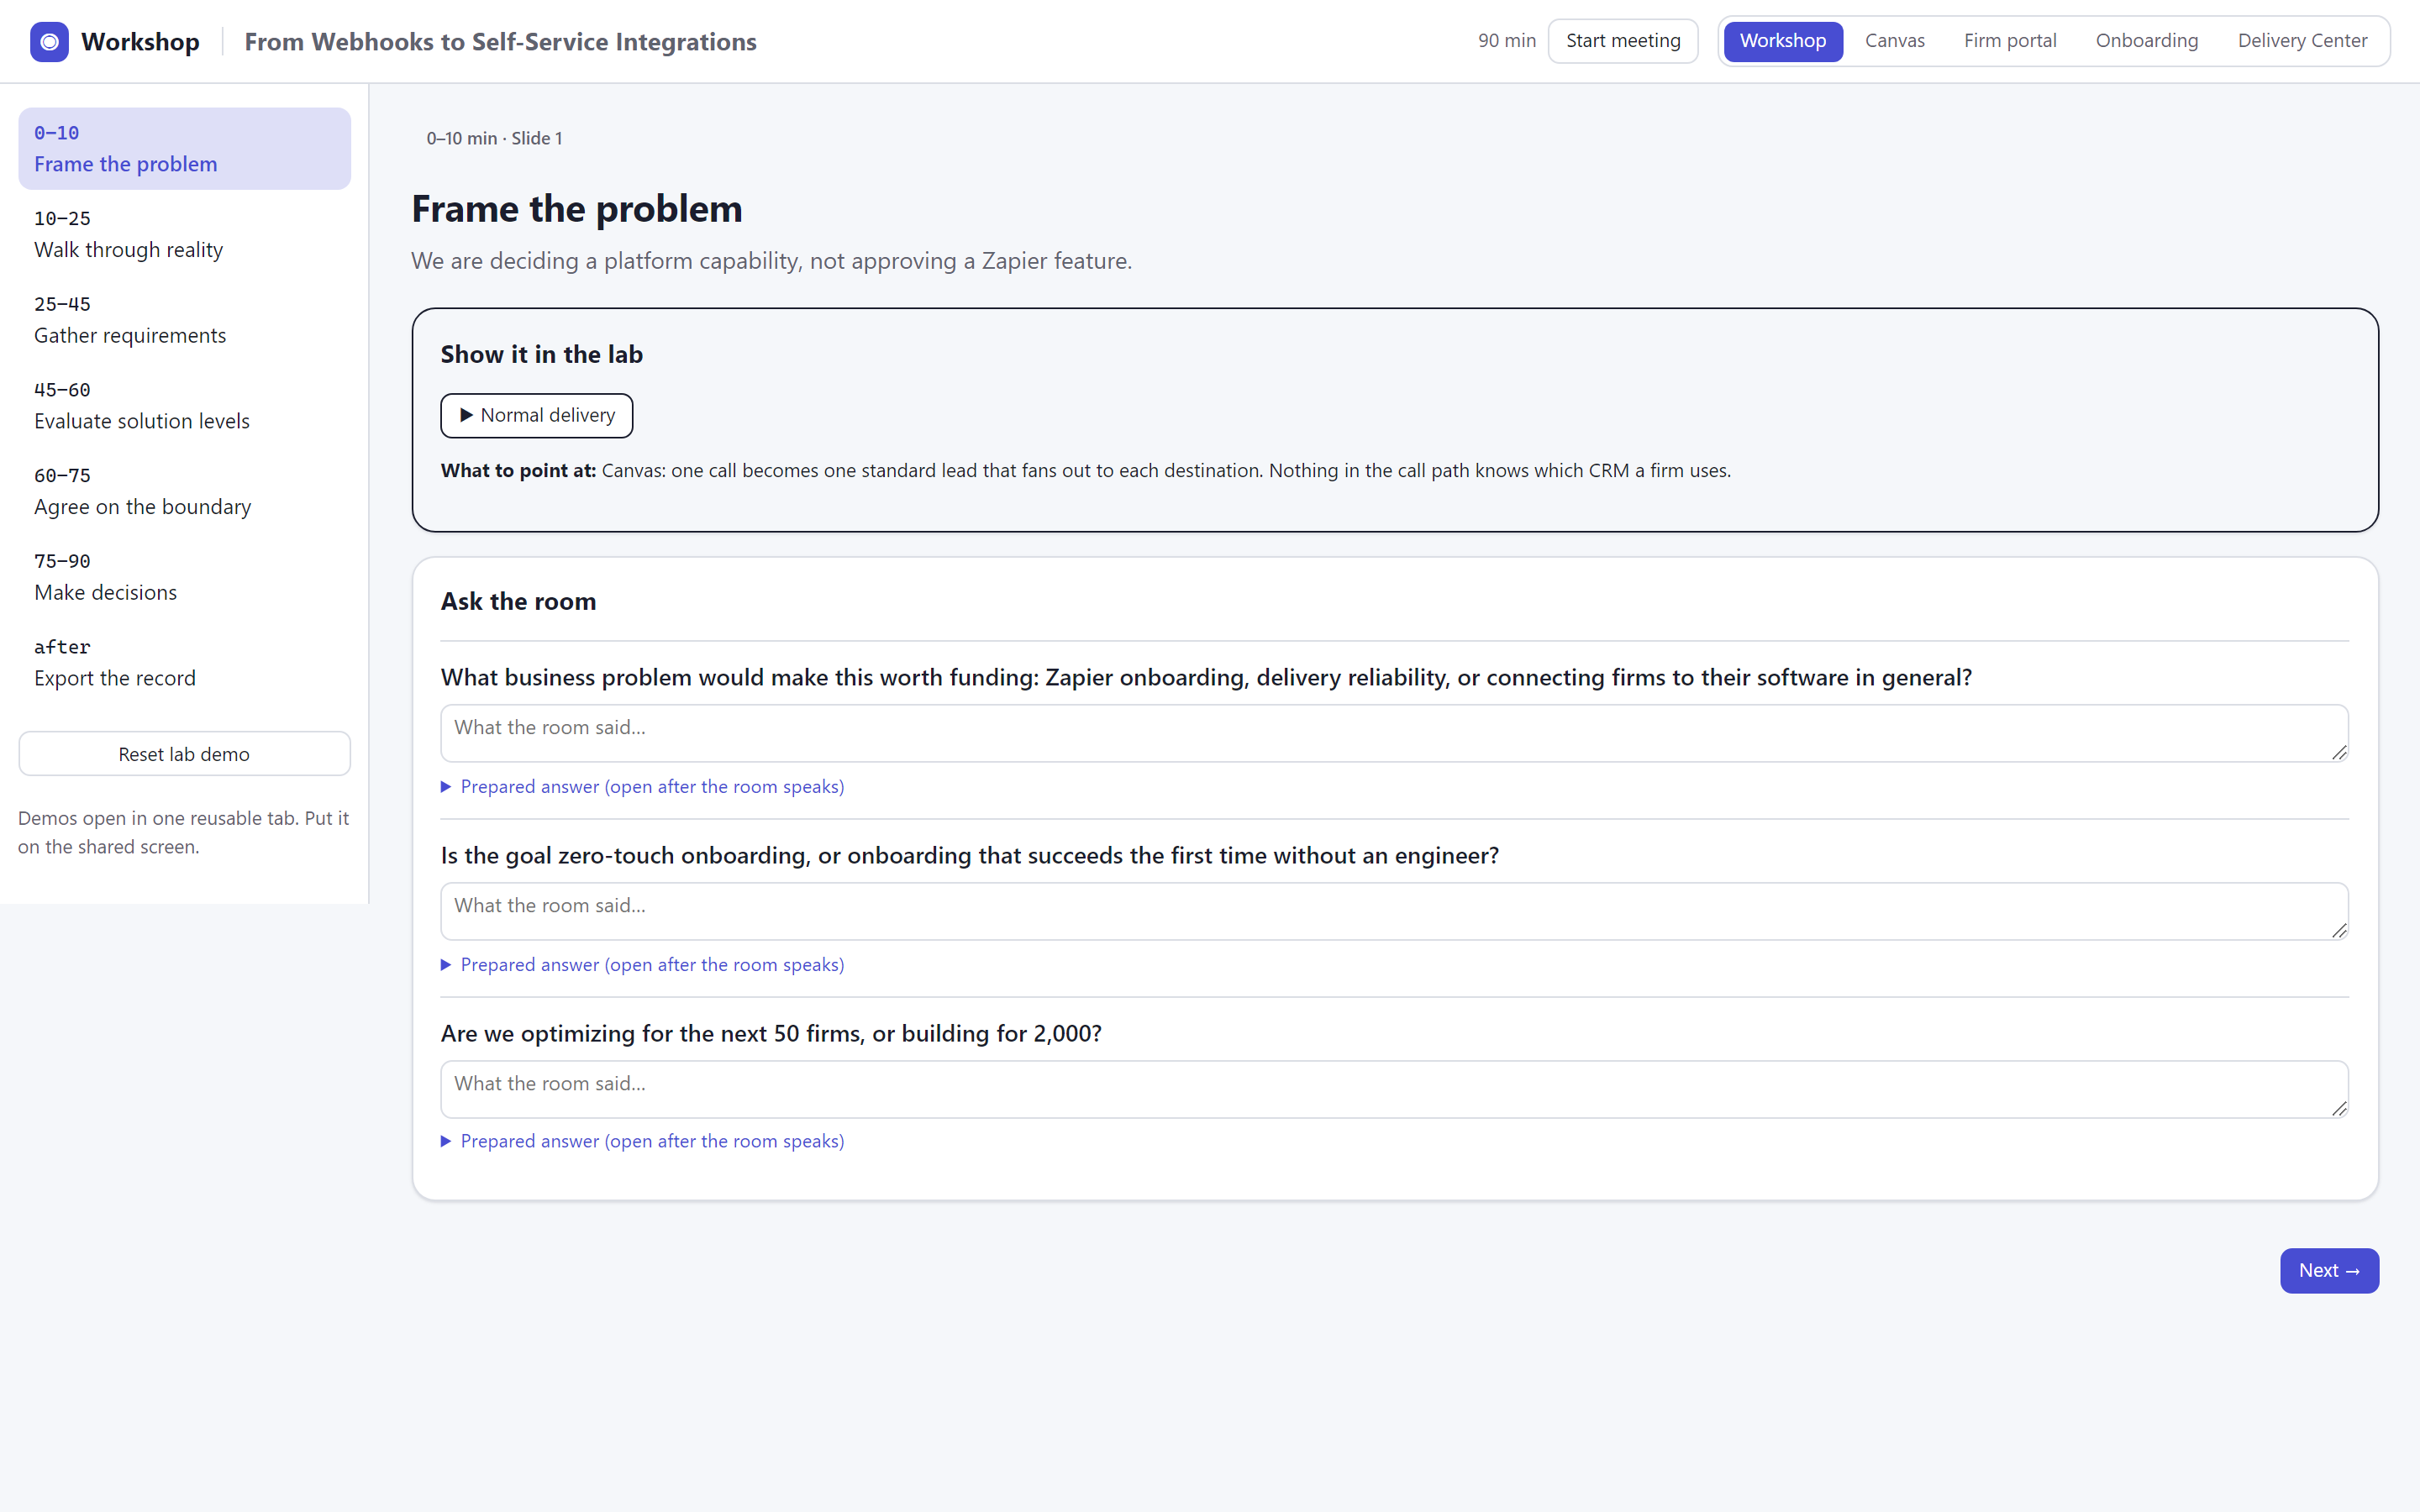 Workshop
From Webhooks to Self-Service Integrations
90 min
Start meeting
Workshop
Canvas
Firm portal
Onboarding
Delivery Center
0–10
Frame the problem
10–25
Walk through reality
25–45
Gather requirements
45–60
Evaluate solution levels
60–75
Agree on the boundary
75–90
Make decisions
after
Export the record
Reset lab demo
Demos open in one reusable tab. Put it
on the shared screen.
0–10 min · Slide 1
Frame the problem
We are deciding a platform capability, not approving a Zapier feature.
Show it in the lab
▶ Normal delivery
What to point at: Canvas: one call becomes one standard lead that fans out to each destination. Nothing in the call path knows which CRM a firm uses.
Ask the room
What business problem would make this worth funding: Zapier onboarding, delivery reliability, or connecting firms to their software in general?
What the room said...
▶ Prepared answer (open after the room speaks)
Is the goal zero-touch onboarding, or onboarding that succeeds the first time without an engineer?
What the room said...
▶ Prepared answer (open after the room speaks)
Are we optimizing for the next 50 firms, or building for 2,000?
What the room said...
▶ Prepared answer (open after the room speaks)
Next →